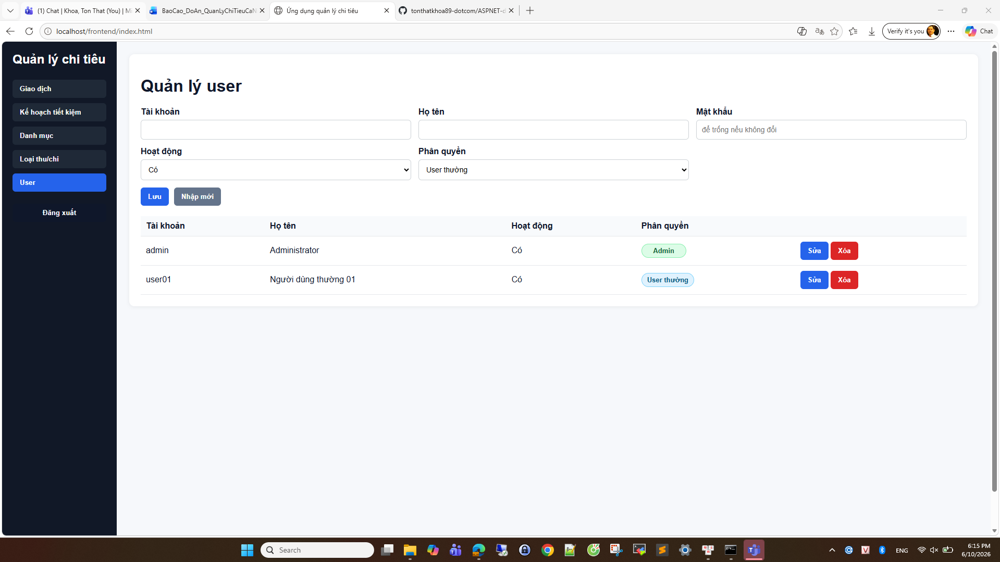 (1) Chat | Khoa, Ton That (You) | Mi
BaoCao_DoAn_QuanLyChiTieuCaN
Ứng dụng quản lý chi tiêu
tonthatkhoa89-dotcom/ASPNET-d
localhost/frontend/index.html
Verify it's you
Chat
Quản lý chi tiêu
Giao dịch
Kế hoạch tiết kiệm
Danh mục
Loại thu/chi
User
Đăng xuất
Quản lý user
Tài khoản
Họ tên
Mật khẩu
để trống nếu không đổi
Hoạt động
Phân quyền
Có
User thường
Lưu
Nhập mới
Tài khoản Họ tên Hoạt động Phân quyền
admin Administrator Có Admin Sửa Xóa
user01 Người dùng thường 01 Có User thường Sửa Xóa
Search
ENG
6:15 PM
6/10/2026